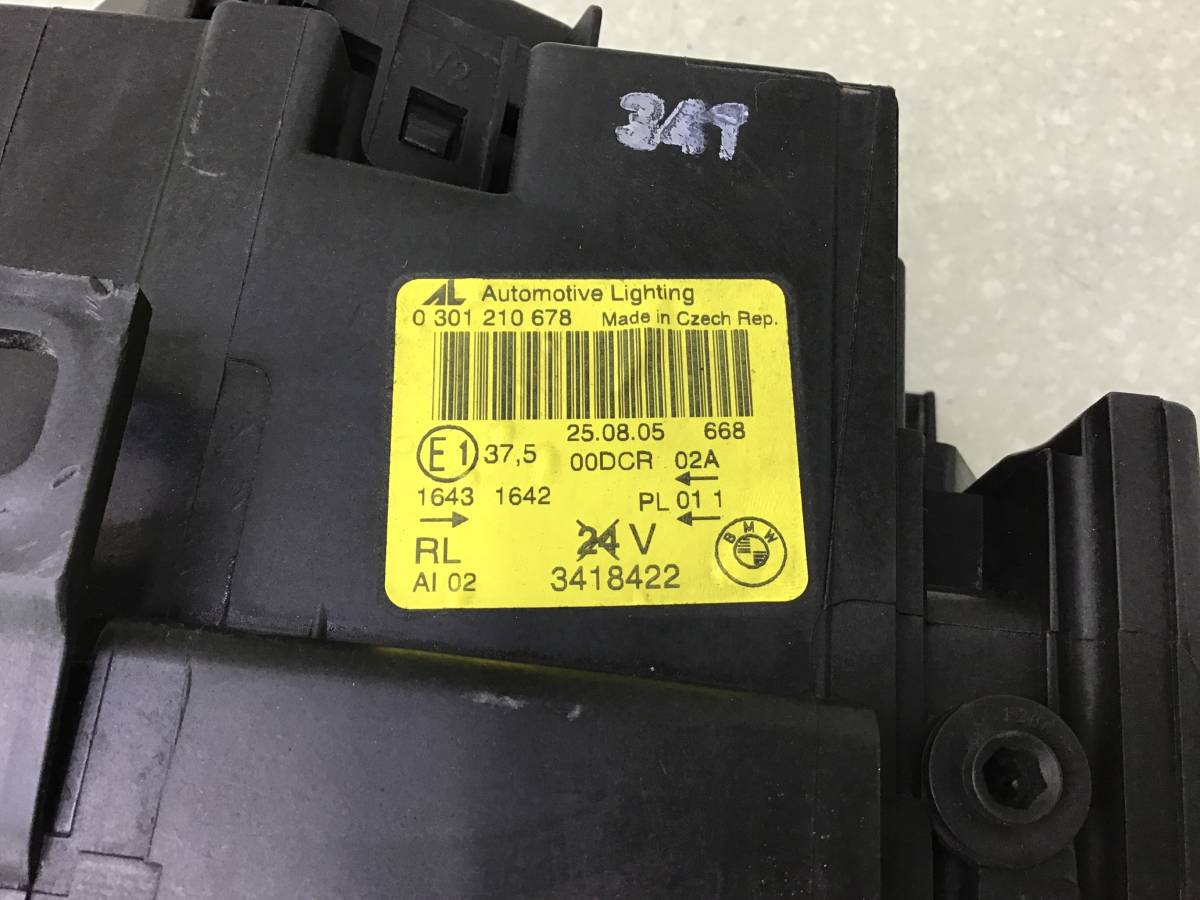 V2
349
AL Automotive Lighting
0 301 210 678 Made in Czech Rep.
25.08.05 668
E1 37,5 00DCR 02A
←
1643 1642 PL 01 1
→ ←
RL 24 V BMW
AI 02 3418422